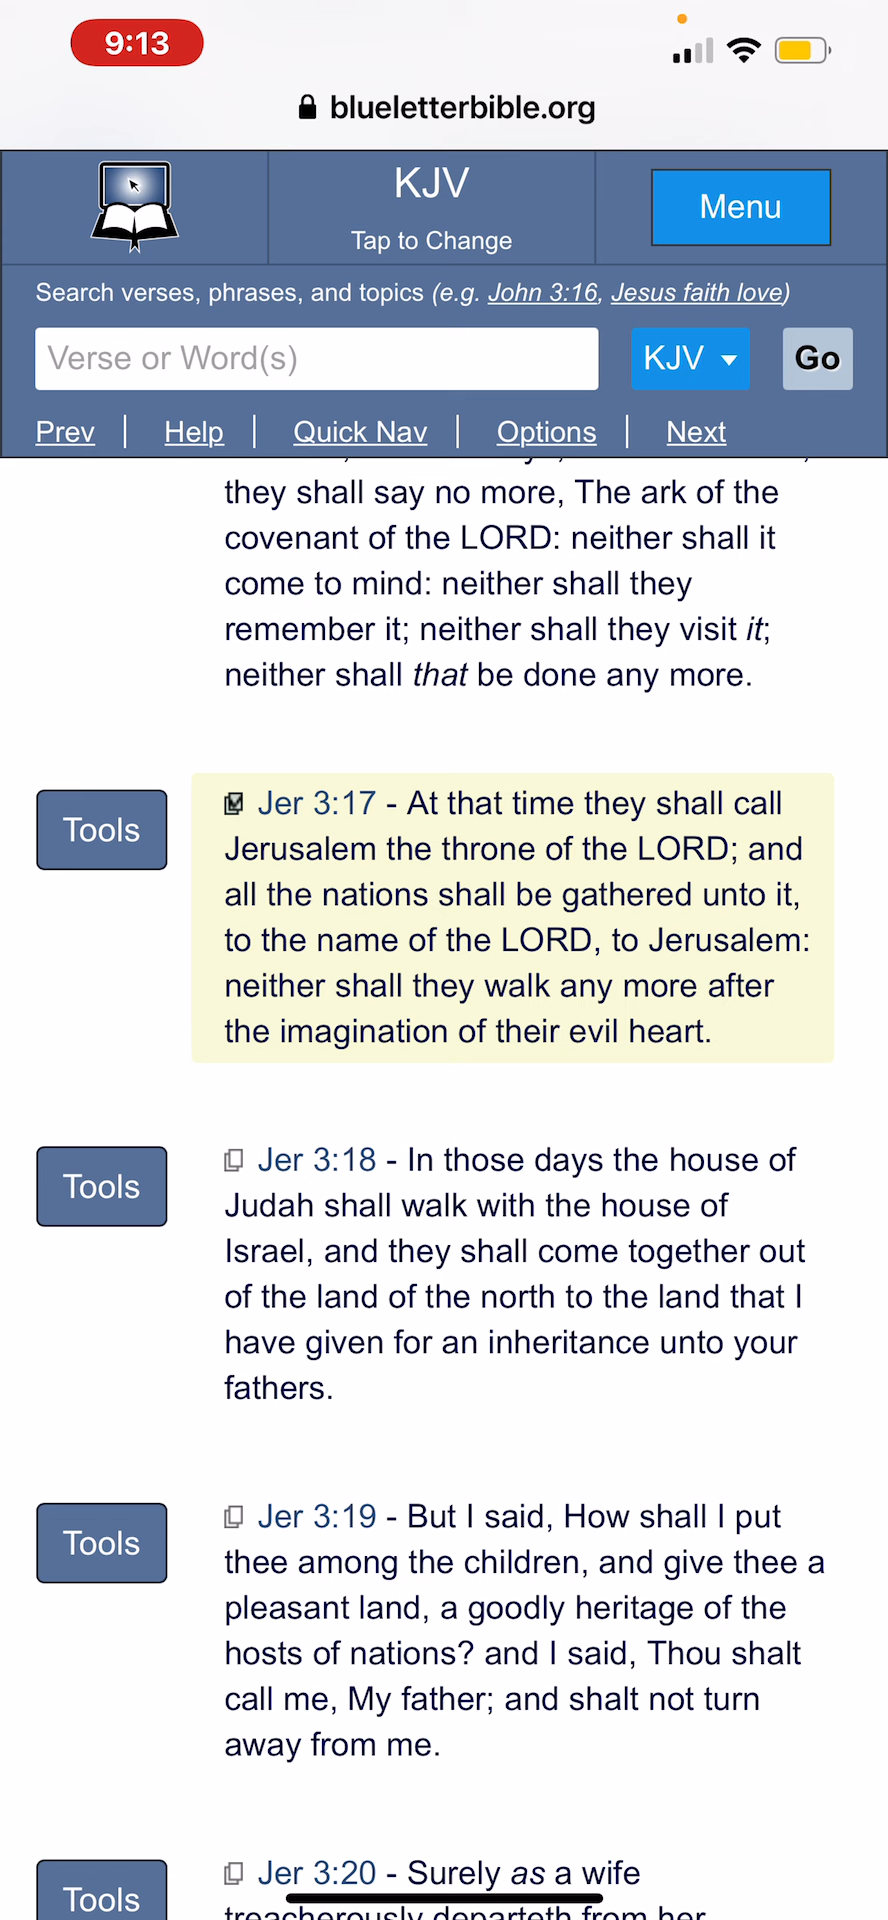 9:13
blueletterbible.org
KJV
Tap to Change
Menu
Search verses, phrases, and topics (e.g. John 3:16, Jesus faith love)
Verse or Word(s)
KJV
Go
Prev | Help | Quick Nav | Options | Next
they shall say no more, The ark of the
covenant of the LORD: neither shall it
come to mind: neither shall they
remember it; neither shall they visit it;
neither shall that be done any more.
Tools
Jer 3:17 - At that time they shall call
Jerusalem the throne of the LORD; and
all the nations shall be gathered unto it,
to the name of the LORD, to Jerusalem:
neither shall they walk any more after
the imagination of their evil heart.
Tools
Jer 3:18 - In those days the house of
Judah shall walk with the house of
Israel, and they shall come together out
of the land of the north to the land that I
have given for an inheritance unto your
fathers.
Tools
Jer 3:19 - But I said, How shall I put
thee among the children, and give thee a
pleasant land, a goodly heritage of the
hosts of nations? and I said, Thou shalt
call me, My father; and shalt not turn
away from me.
Tools
Jer 3:20 - Surely as a wife
treacherously departeth from her